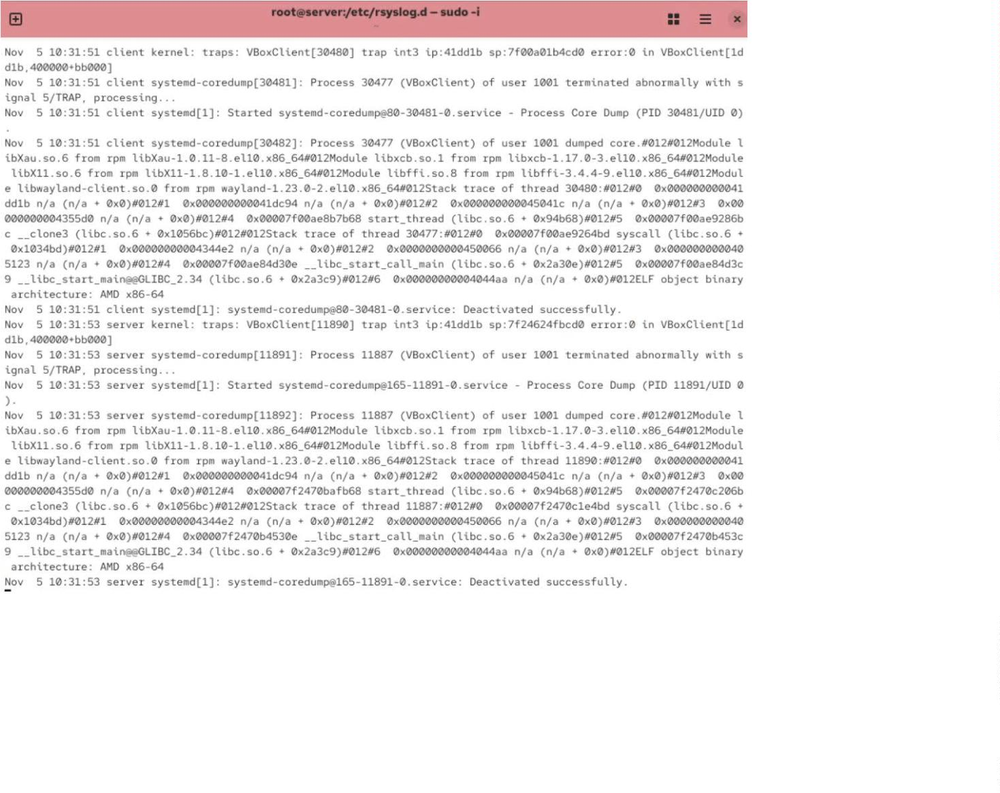 root@server:/etc/rsyslog.d — sudo -i
~
Nov  5 10:31:51 client kernel: traps: VBoxClient[30480] trap int3 ip:41dd1b sp:7f00a01b4cd0 error:0 in VBoxClient[1d
d1b,400000+bb000]
Nov  5 10:31:51 client systemd-coredump[30481]: Process 30477 (VBoxClient) of user 1001 terminated abnormally with s
ignal 5/TRAP, processing...
Nov  5 10:31:51 client systemd[1]: Started systemd-coredump@80-30481-0.service - Process Core Dump (PID 30481/UID 0)
.
Nov  5 10:31:51 client systemd-coredump[30482]: Process 30477 (VBoxClient) of user 1001 dumped core.#012#012Module l
ibXau.so.6 from rpm libXau-1.0.11-8.el10.x86_64#012Module libxcb.so.1 from rpm libxcb-1.17.0-3.el10.x86_64#012Module
 libX11.so.6 from rpm libX11-1.8.10-1.el10.x86_64#012Module libffi.so.8 from rpm libffi-3.4.4-9.el10.x86_64#012Modul
e libwayland-client.so.0 from rpm wayland-1.23.0-2.el10.x86_64#012Stack trace of thread 30480:#012#0  0x000000000041
dd1b n/a (n/a + 0x0)#012#1  0x000000000041dc94 n/a (n/a + 0x0)#012#2  0x000000000045041c n/a (n/a + 0x0)#012#3  0x00
000000004355d0 n/a (n/a + 0x0)#012#4  0x00007f00ae8b7b68 start_thread (libc.so.6 + 0x94b68)#012#5  0x00007f00ae9286b
c __clone3 (libc.so.6 + 0x1056bc)#012#012Stack trace of thread 30477:#012#0  0x00007f00ae9264bd syscall (libc.so.6 +
 0x1034bd)#012#1  0x00000000004344e2 n/a (n/a + 0x0)#012#2  0x0000000000450066 n/a (n/a + 0x0)#012#3  0x000000000040
5123 n/a (n/a + 0x0)#012#4  0x00007f00ae84d30e __libc_start_call_main (libc.so.6 + 0x2a30e)#012#5  0x00007f00ae84d3c
9 __libc_start_main@@GLIBC_2.34 (libc.so.6 + 0x2a3c9)#012#6  0x00000000004044aa n/a (n/a + 0x0)#012ELF object binary
 architecture: AMD x86-64
Nov  5 10:31:51 client systemd[1]: systemd-coredump@80-30481-0.service: Deactivated successfully.
Nov  5 10:31:53 server kernel: traps: VBoxClient[11890] trap int3 ip:41dd1b sp:7f24624fbcd0 error:0 in VBoxClient[1d
d1b,400000+bb000]
Nov  5 10:31:53 server systemd-coredump[11891]: Process 11887 (VBoxClient) of user 1001 terminated abnormally with s
ignal 5/TRAP, processing...
Nov  5 10:31:53 server systemd[1]: Started systemd-coredump@165-11891-0.service - Process Core Dump (PID 11891/UID 0
).
Nov  5 10:31:53 server systemd-coredump[11892]: Process 11887 (VBoxClient) of user 1001 dumped core.#012#012Module l
ibXau.so.6 from rpm libXau-1.0.11-8.el10.x86_64#012Module libxcb.so.1 from rpm libxcb-1.17.0-3.el10.x86_64#012Module
 libX11.so.6 from rpm libX11-1.8.10-1.el10.x86_64#012Module libffi.so.8 from rpm libffi-3.4.4-9.el10.x86_64#012Modul
e libwayland-client.so.0 from rpm wayland-1.23.0-2.el10.x86_64#012Stack trace of thread 11890:#012#0  0x000000000041
dd1b n/a (n/a + 0x0)#012#1  0x000000000041dc94 n/a (n/a + 0x0)#012#2  0x000000000045041c n/a (n/a + 0x0)#012#3  0x00
000000004355d0 n/a (n/a + 0x0)#012#4  0x00007f2470bafb68 start_thread (libc.so.6 + 0x94b68)#012#5  0x00007f2470c206b
c __clone3 (libc.so.6 + 0x1056bc)#012#012Stack trace of thread 11887:#012#0  0x00007f2470c1e4bd syscall (libc.so.6 +
 0x1034bd)#012#1  0x00000000004344e2 n/a (n/a + 0x0)#012#2  0x0000000000450066 n/a (n/a + 0x0)#012#3  0x000000000040
5123 n/a (n/a + 0x0)#012#4  0x00007f2470b4530e __libc_start_call_main (libc.so.6 + 0x2a30e)#012#5  0x00007f2470b453c
9 __libc_start_main@@GLIBC_2.34 (libc.so.6 + 0x2a3c9)#012#6  0x00000000004044aa n/a (n/a + 0x0)#012ELF object binary
 architecture: AMD x86-64
Nov  5 10:31:53 server systemd[1]: systemd-coredump@165-11891-0.service: Deactivated successfully.